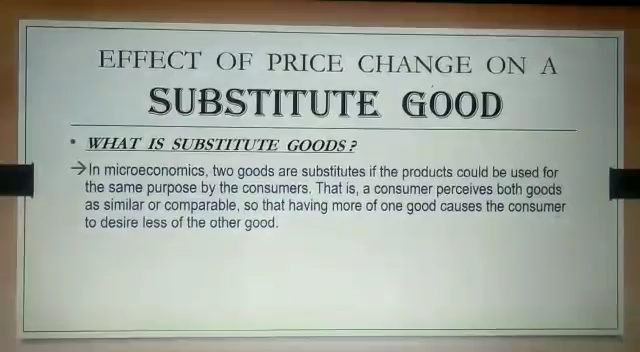 EFFECT OF PRICE CHANGE ON A
SUBSTITUTE GOOD
• WHAT IS SUBSTITUTE GOODS?
→In microeconomics, two goods are substitutes if the products could be used for
the same purpose by the consumers. That is, a consumer perceives both goods
as similar or comparable, so that having more of one good causes the consumer
to desire less of the other good.